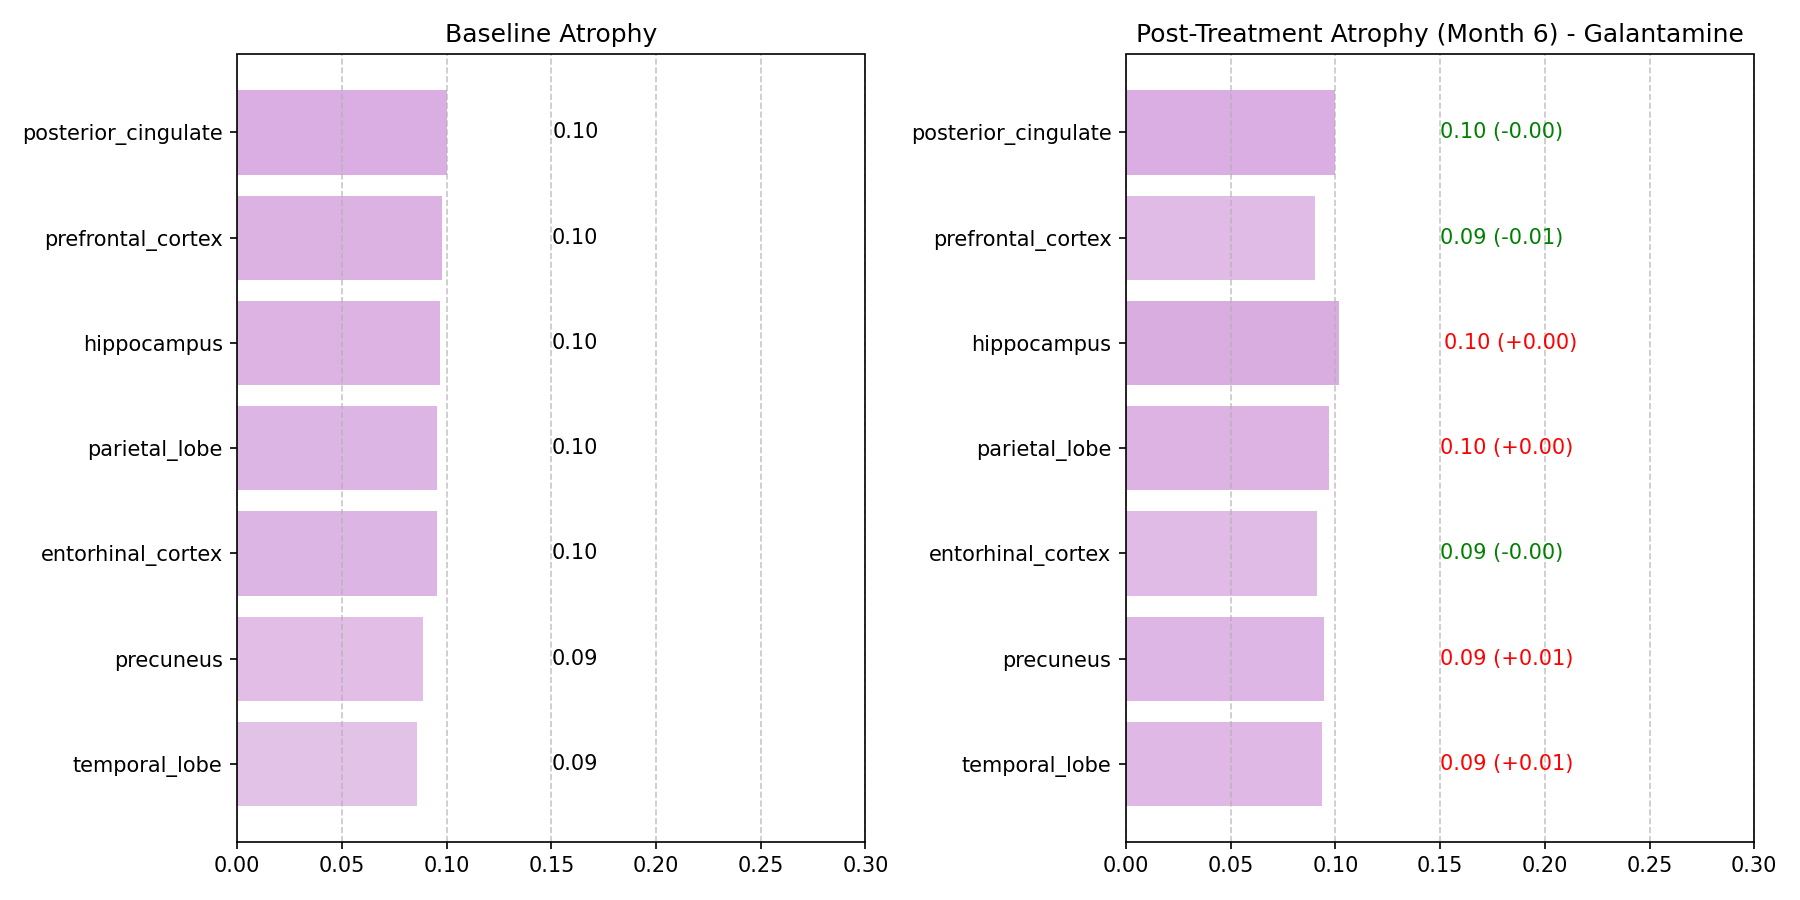 Baseline Atrophy
posterior_cingulate
0.10
prefrontal_cortex
0.10
hippocampus
0.10
parietal_lobe
0.10
entorhinal_cortex
0.10
precuneus
0.09
temporal_lobe
0.09
0.00 0.05 0.10 0.15 0.20 0.25 0.30
Post-Treatment Atrophy (Month 6) - Galantamine
posterior_cingulate
0.10 (-0.00)
prefrontal_cortex
0.09 (-0.01)
hippocampus
0.10 (+0.00)
parietal_lobe
0.10 (+0.00)
entorhinal_cortex
0.09 (-0.00)
precuneus
0.09 (+0.01)
temporal_lobe
0.09 (+0.01)
0.00 0.05 0.10 0.15 0.20 0.25 0.30